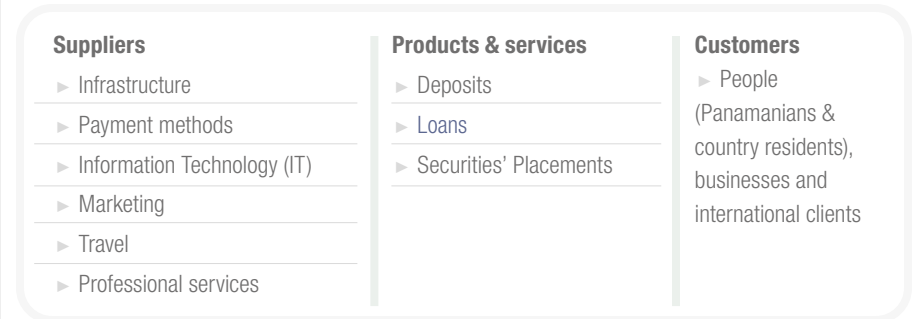 Suppliers
► Infrastructure
► Payment methods
► Information Technology (IT)
► Marketing
► Travel
► Professional services
Products & services
► Deposits
► Loans
► Securities’ Placements
Customers
► People
(Panamanians &
country residents),
businesses and
international clients